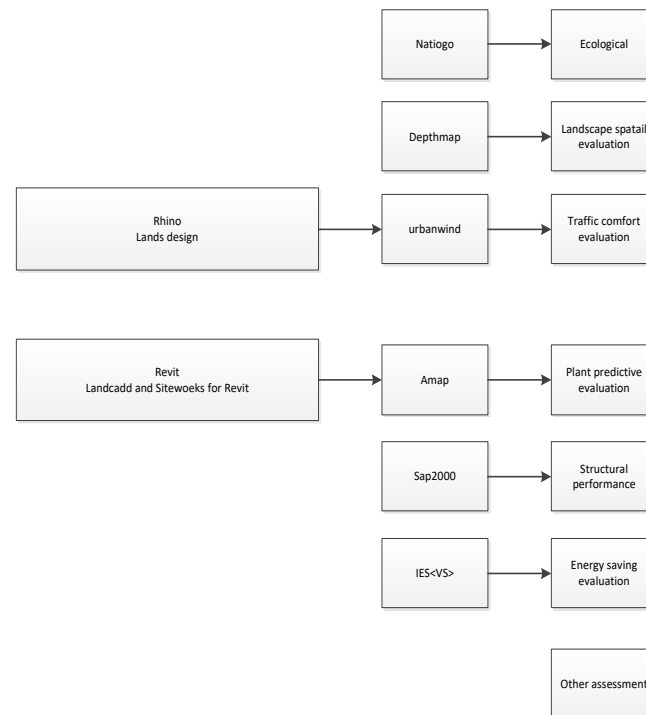 Natiogo
Ecological
Depthmap
Landscape spatail
evaluation
Rhino
Lands design
urbanwind
Traffic comfort
evaluation
Revit
Landcadd and Sitewoeks for Revit
Amap
Plant predictive
evaluation
Sap2000
Structural
performance
IES<VS>
Energy saving
evaluation
Other assessment